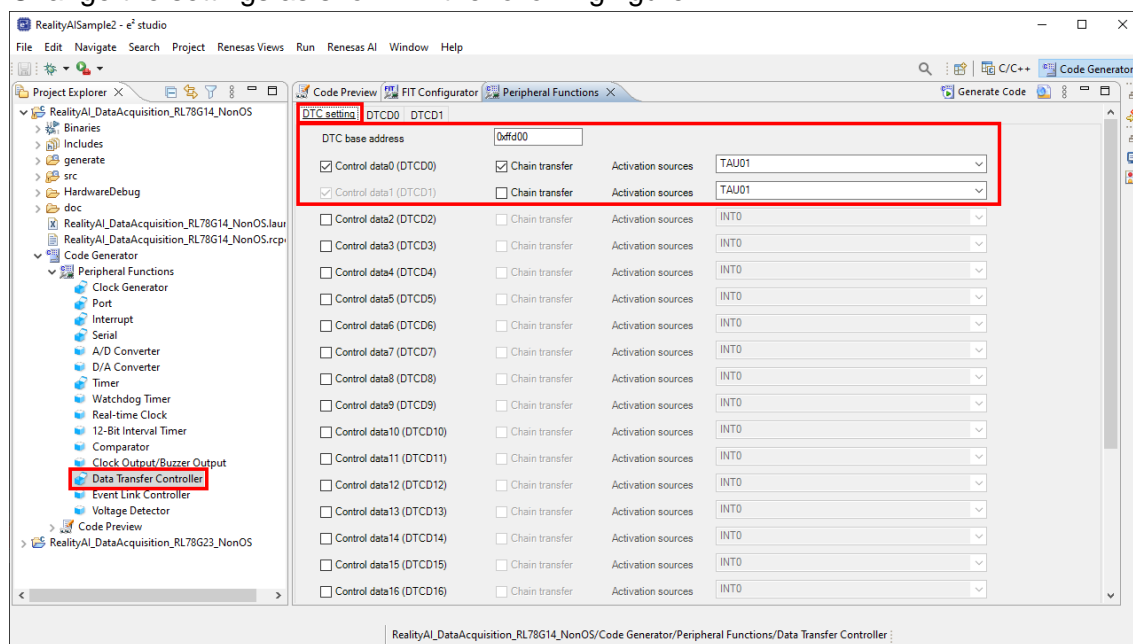 RealityAISample2 - e² studio
File Edit Navigate Search Project Renesas Views Run Renesas AI Window Help
C/C++ Code Generator
Project Explorer
Code Preview FIT Configurator Peripheral Functions
Generate Code
RealityAI_DataAcquisition_RL78G14_NonOS
Binaries
Includes
generate
src
HardwareDebug
doc
RealityAI_DataAcquisition_RL78G14_NonOS.laun
RealityAI_DataAcquisition_RL78G14_NonOS.rcp
Code Generator
Peripheral Functions
Clock Generator
Port
Interrupt
Serial
A/D Converter
D/A Converter
Timer
Watchdog Timer
Real-time Clock
12-Bit Interval Timer
Comparator
Clock Output/Buzzer Output
Data Transfer Controller
Event Link Controller
Voltage Detector
Code Preview
RealityAI_DataAcquisition_RL78G23_NonOS
DTC setting DTCD0 DTCD1
DTC base address 0xffd00
Control data0 (DTCD0) Chain transfer Activation sources TAU01
Control data1 (DTCD1) Chain transfer Activation sources TAU01
Control data2 (DTCD2) Chain transfer Activation sources INT0
Control data3 (DTCD3) Chain transfer Activation sources INT0
Control data4 (DTCD4) Chain transfer Activation sources INT0
Control data5 (DTCD5) Chain transfer Activation sources INT0
Control data6 (DTCD6) Chain transfer Activation sources INT0
Control data7 (DTCD7) Chain transfer Activation sources INT0
Control data8 (DTCD8) Chain transfer Activation sources INT0
Control data9 (DTCD9) Chain transfer Activation sources INT0
Control data10 (DTCD10) Chain transfer Activation sources INT0
Control data11 (DTCD11) Chain transfer Activation sources INT0
Control data12 (DTCD12) Chain transfer Activation sources INT0
Control data13 (DTCD13) Chain transfer Activation sources INT0
Control data14 (DTCD14) Chain transfer Activation sources INT0
Control data15 (DTCD15) Chain transfer Activation sources INT0
Control data16 (DTCD16) Chain transfer Activation sources INT0
RealityAI_DataAcquisition_RL78G14_NonOS/Code Generator/Peripheral Functions/Data Transfer Controller